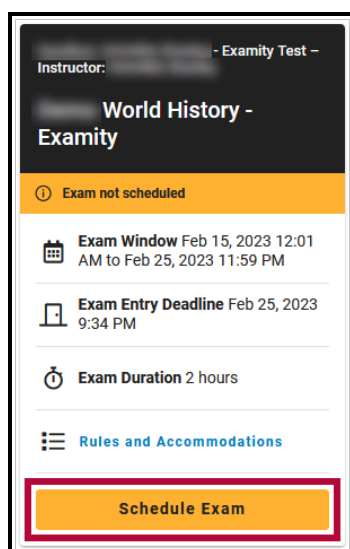 - Examity Test –
Instructor:
World History -
Examity
Exam not scheduled
Exam Window Feb 15, 2023 12:01
AM to Feb 25, 2023 11:59 PM
Exam Entry Deadline Feb 25, 2023
9:34 PM
Exam Duration 2 hours
Rules and Accommodations
Schedule Exam